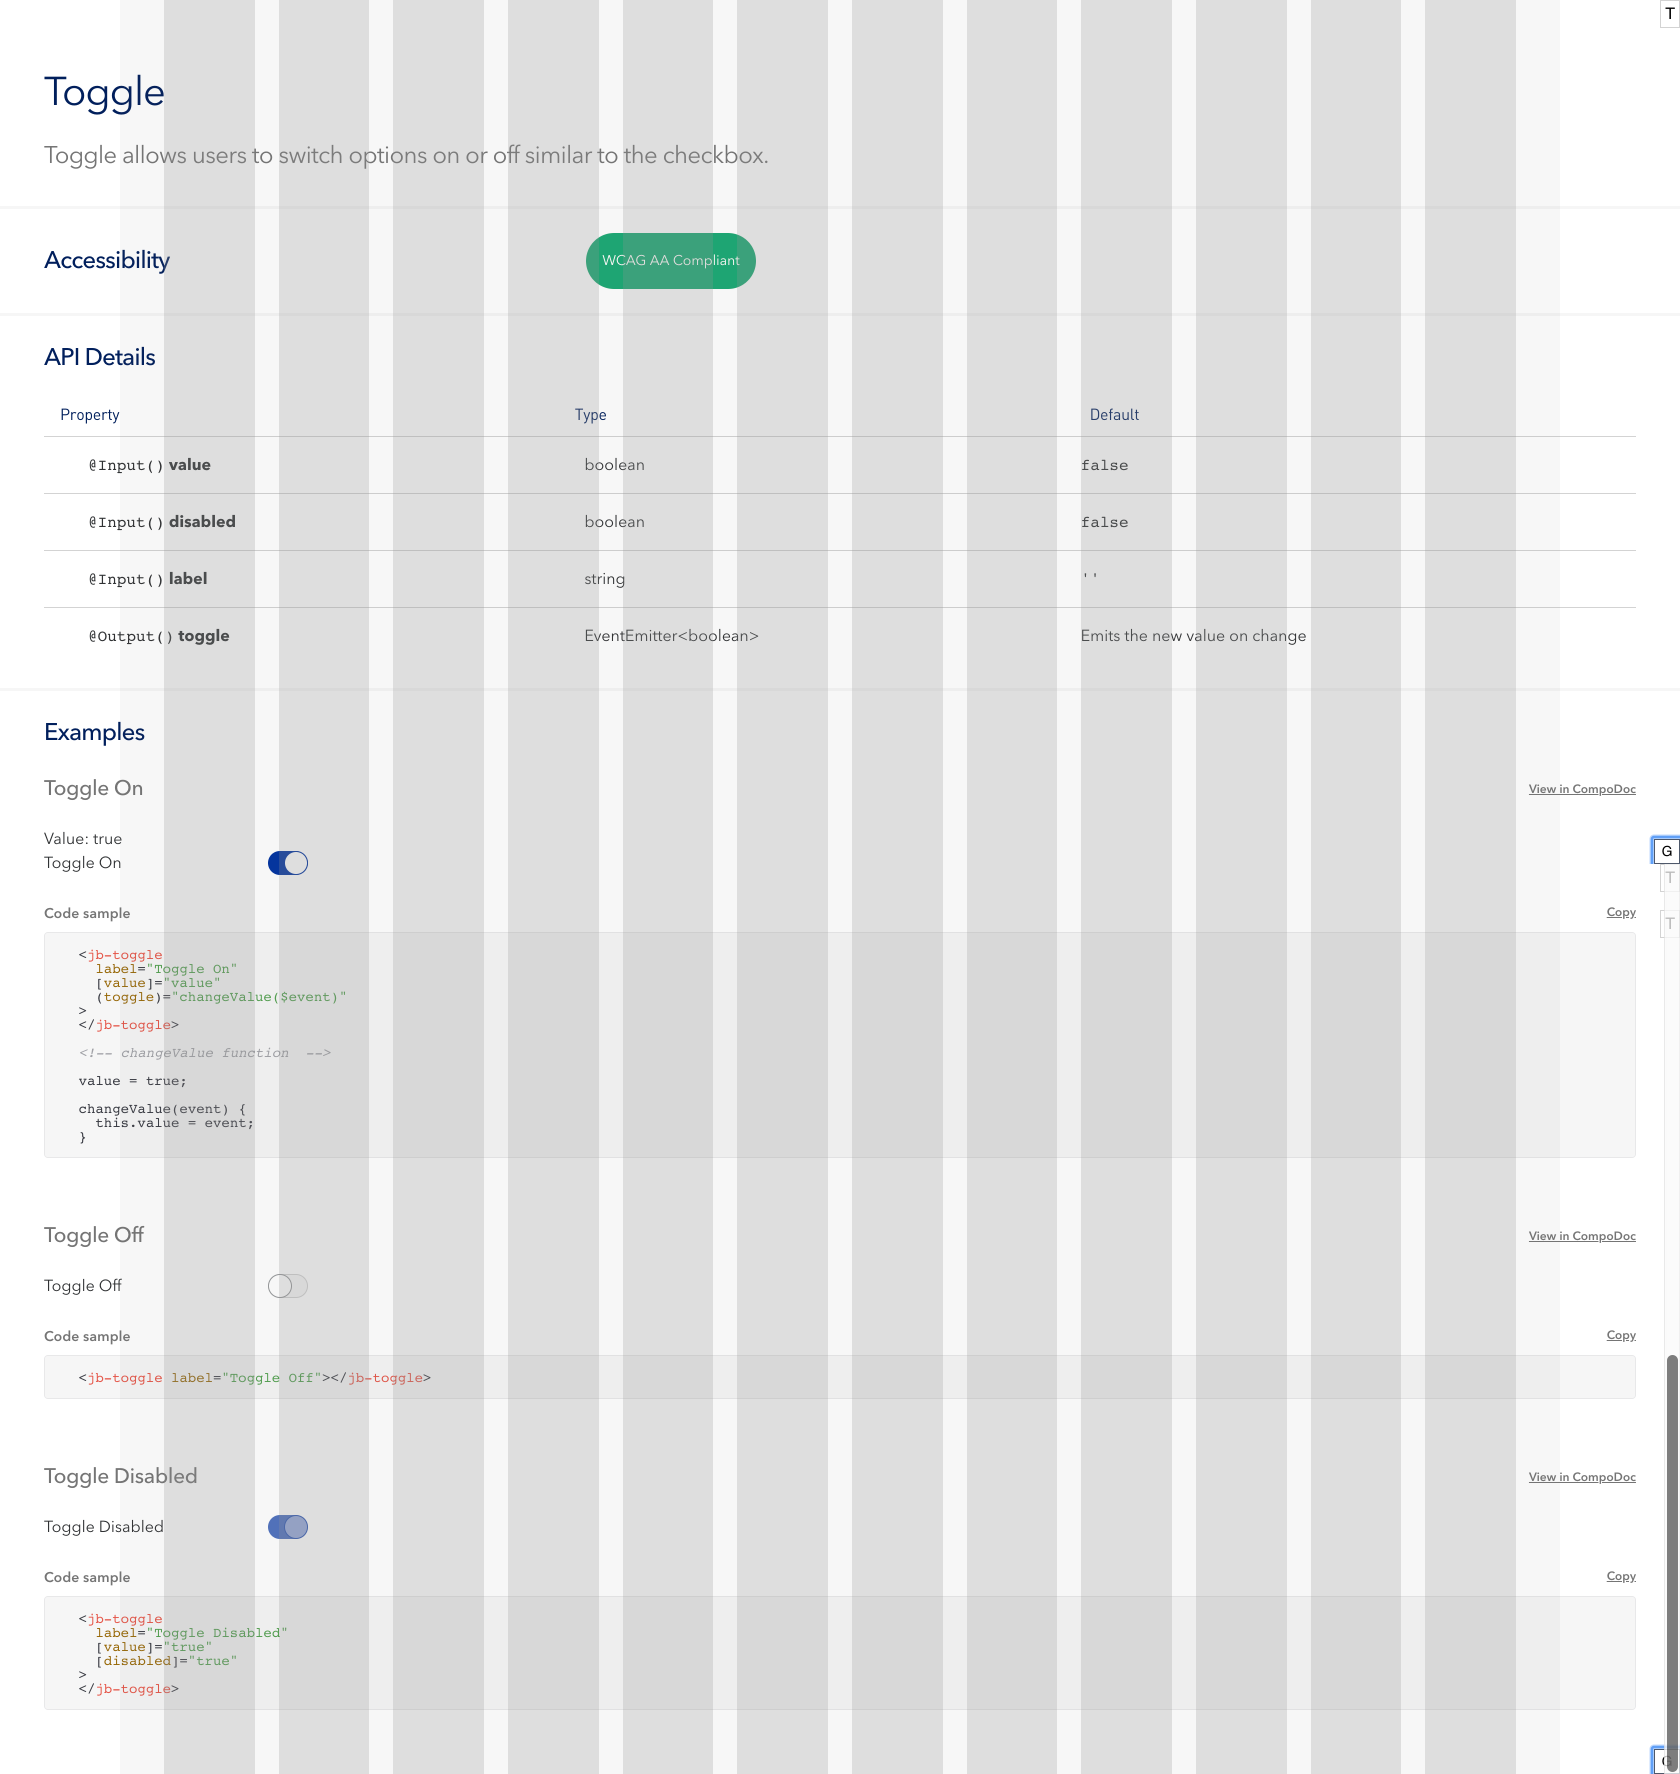 T
Toggle
Toggle allows users to switch options on or off similar to the checkbox.
Accessibility
WCAG AA Compliant
API Details
Property Type Default
@Input() value boolean false
@Input() disabled boolean false
@Input() label string ''
@Output() toggle EventEmitter<boolean> Emits the new value on change
Examples
Toggle On View in CompoDoc
Value: true
G
Toggle On
T
Code sample Copy
T
<jb-toggle
label="Toggle On"
[value]="value"
(toggle)="changeValue($event)"
>
</jb-toggle>
<!-- changeValue function -->
value = true;
changeValue(event) {
this.value = event;
}
Toggle Off View in CompoDoc
Toggle Off
Code sample Copy
<jb-toggle label="Toggle Off"></jb-toggle>
Toggle Disabled View in CompoDoc
Toggle Disabled
Code sample Copy
<jb-toggle
label="Toggle Disabled"
[value]="true"
[disabled]="true"
>
</jb-toggle>
G